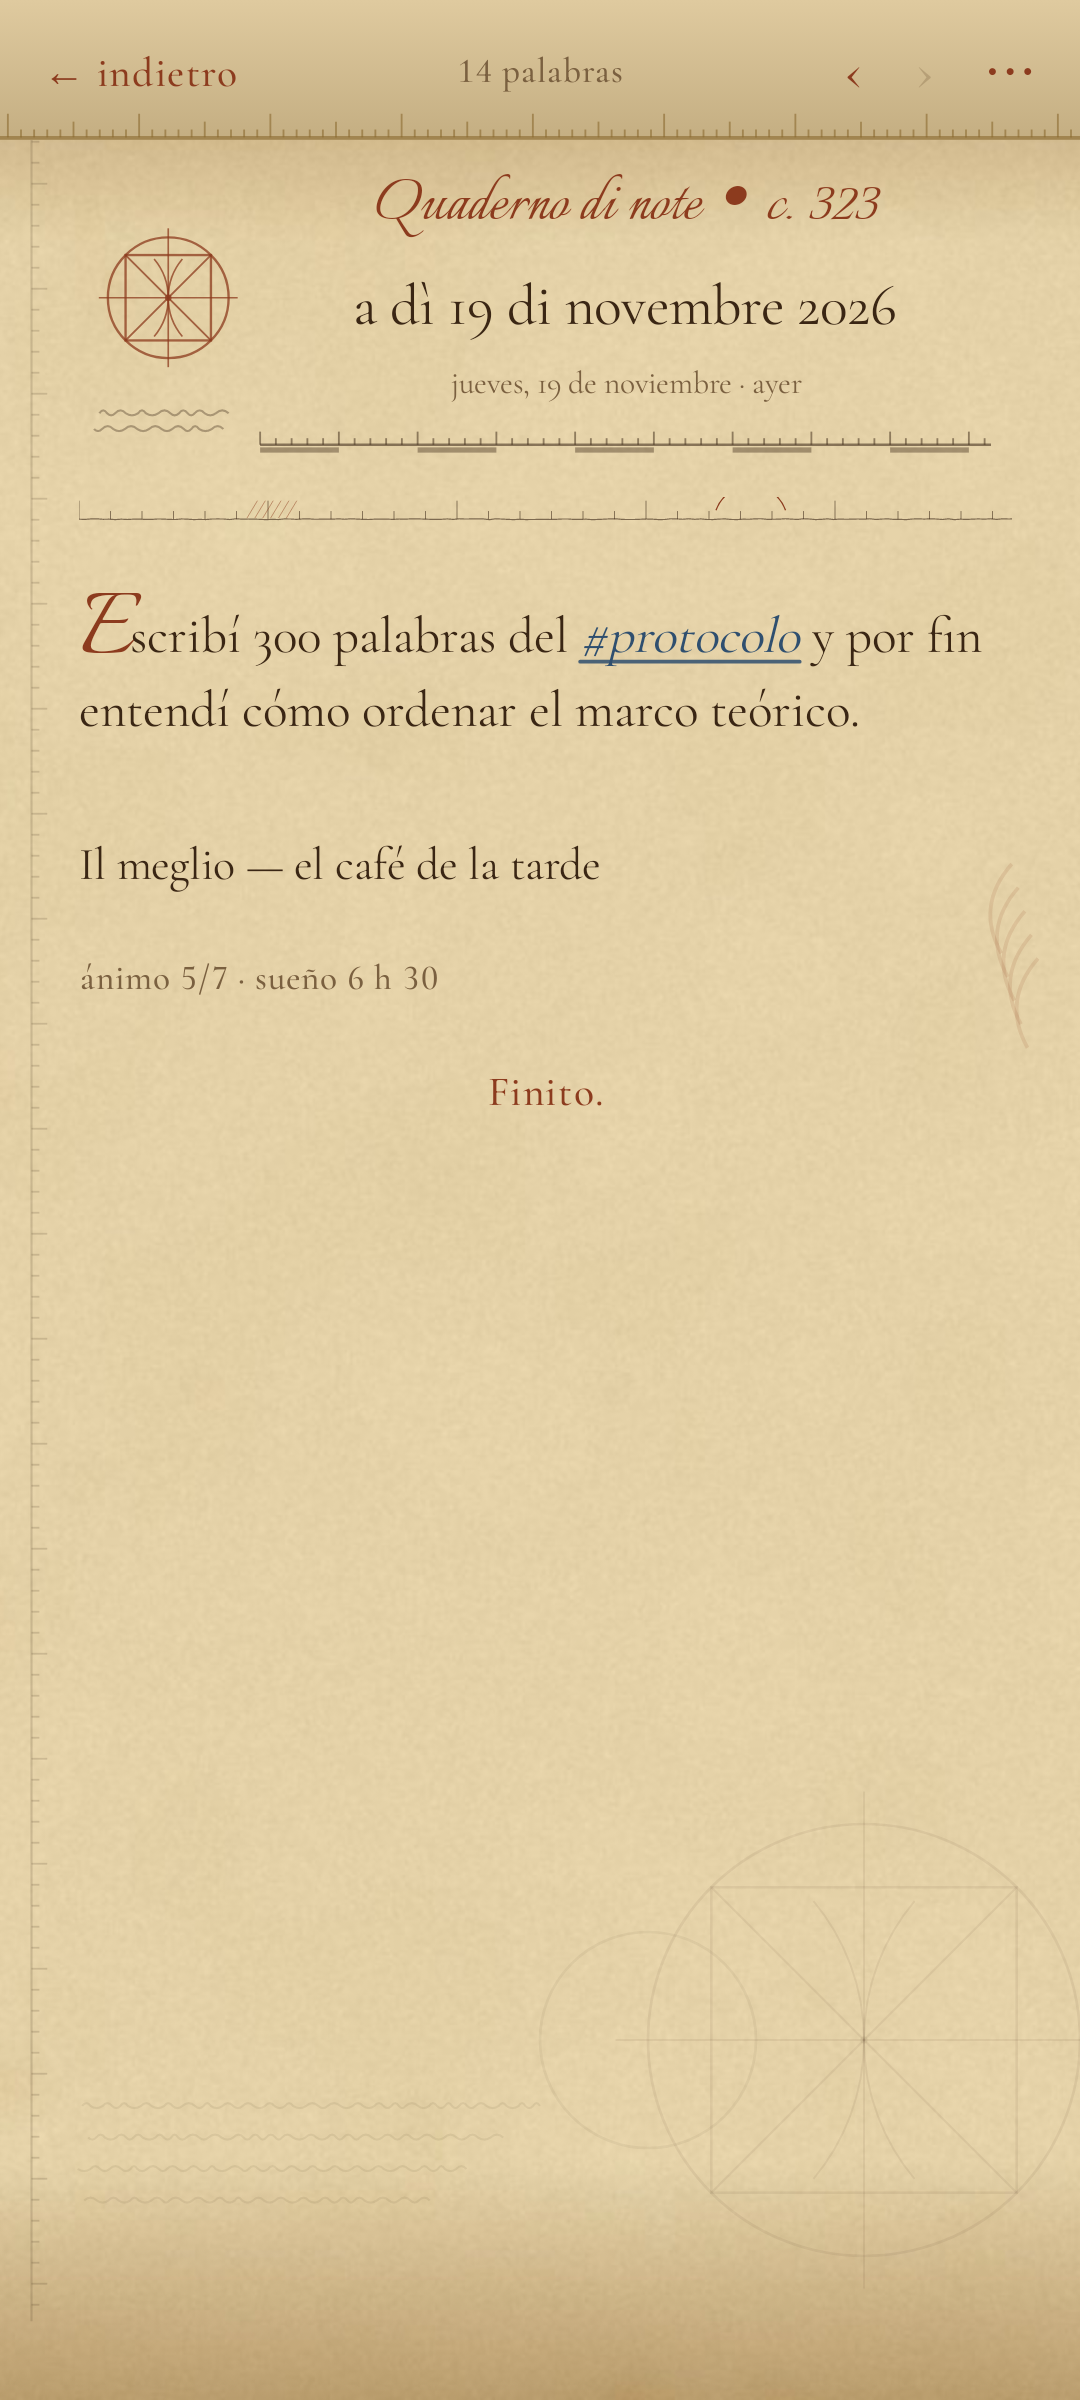 ← indietro
14 palabras
‹ › ···
Quaderno di note • c. 323
a dì 19 di novembre 2026
jueves, 19 de noviembre · ayer
Escribí 300 palabras del #protocolo y por fin
entendí cómo ordenar el marco teórico.
Il meglio — el café de la tarde
ánimo 5/7 · sueño 6 h 30
Finito.